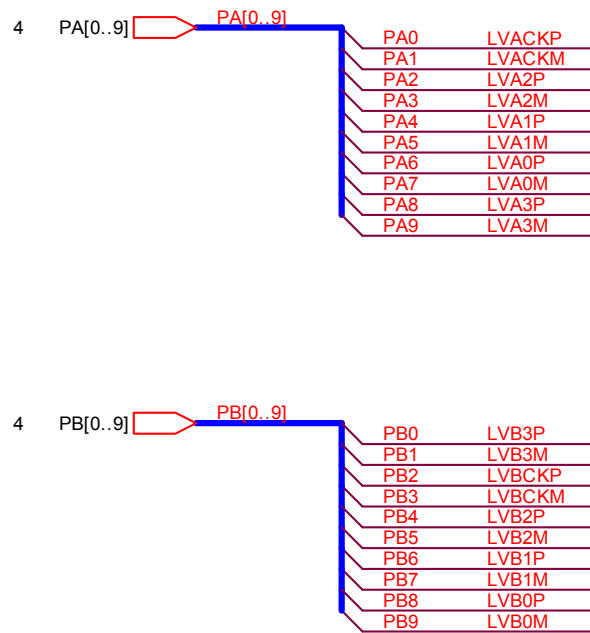 4 PA[0..9] PA[0..9]
PA0 LVACKP
PA1 LVACKM
PA2 LVA2P
PA3 LVA2M
PA4 LVA1P
PA5 LVA1M
PA6 LVA0P
PA7 LVA0M
PA8 LVA3P
PA9 LVA3M
4 PB[0..9] PB[0..9]
PB0 LVB3P
PB1 LVB3M
PB2 LVBCKP
PB3 LVBCKM
PB4 LVB2P
PB5 LVB2M
PB6 LVB1P
PB7 LVB1M
PB8 LVB0P
PB9 LVB0M